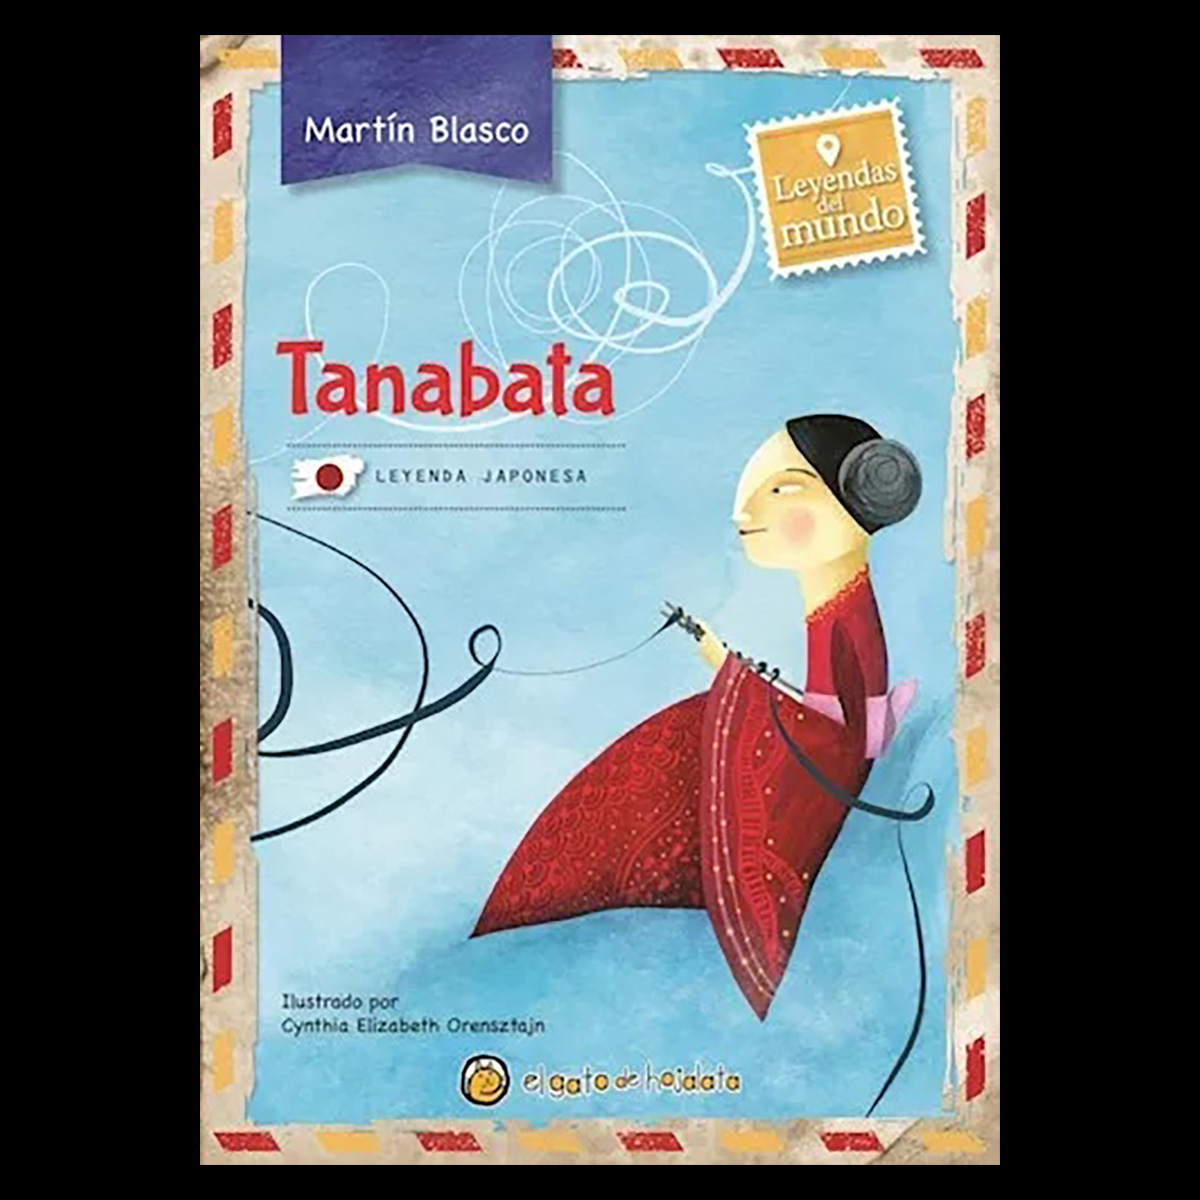 Martín Blasco
Leyendas
del
mundo
Tanabata
LEYENDA JAPONESA
Ilustrado por
Cynthia Elizabeth Orensztajn
el gato de hojalata